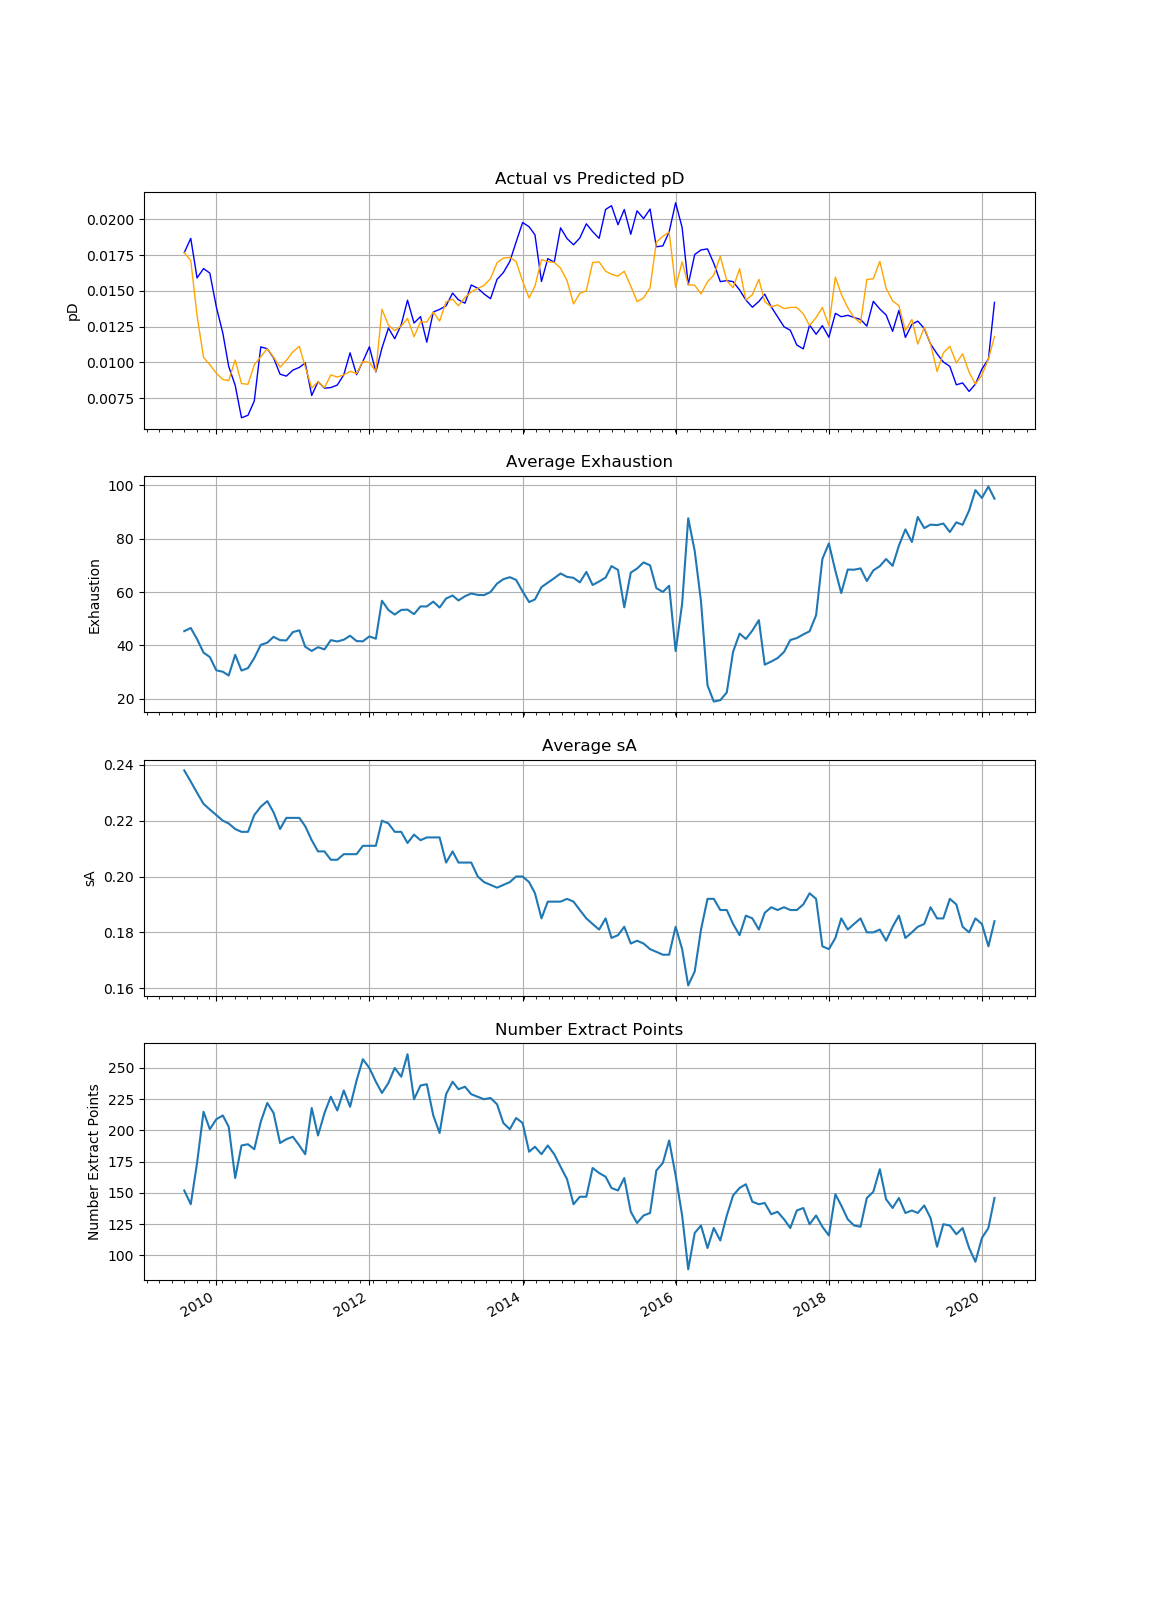 Actual vs Predicted pD
0.0200
0.0175
0.0150
0.0125
0.0100
0.0075
pD
Average Exhaustion
100
80
60
40
20
Exhaustion
Average sA
0.24
0.22
0.20
0.18
0.16
sA
Number Extract Points
250
225
200
175
150
125
100
Number Extract Points
2010 2012 2014 2016 2018 2020